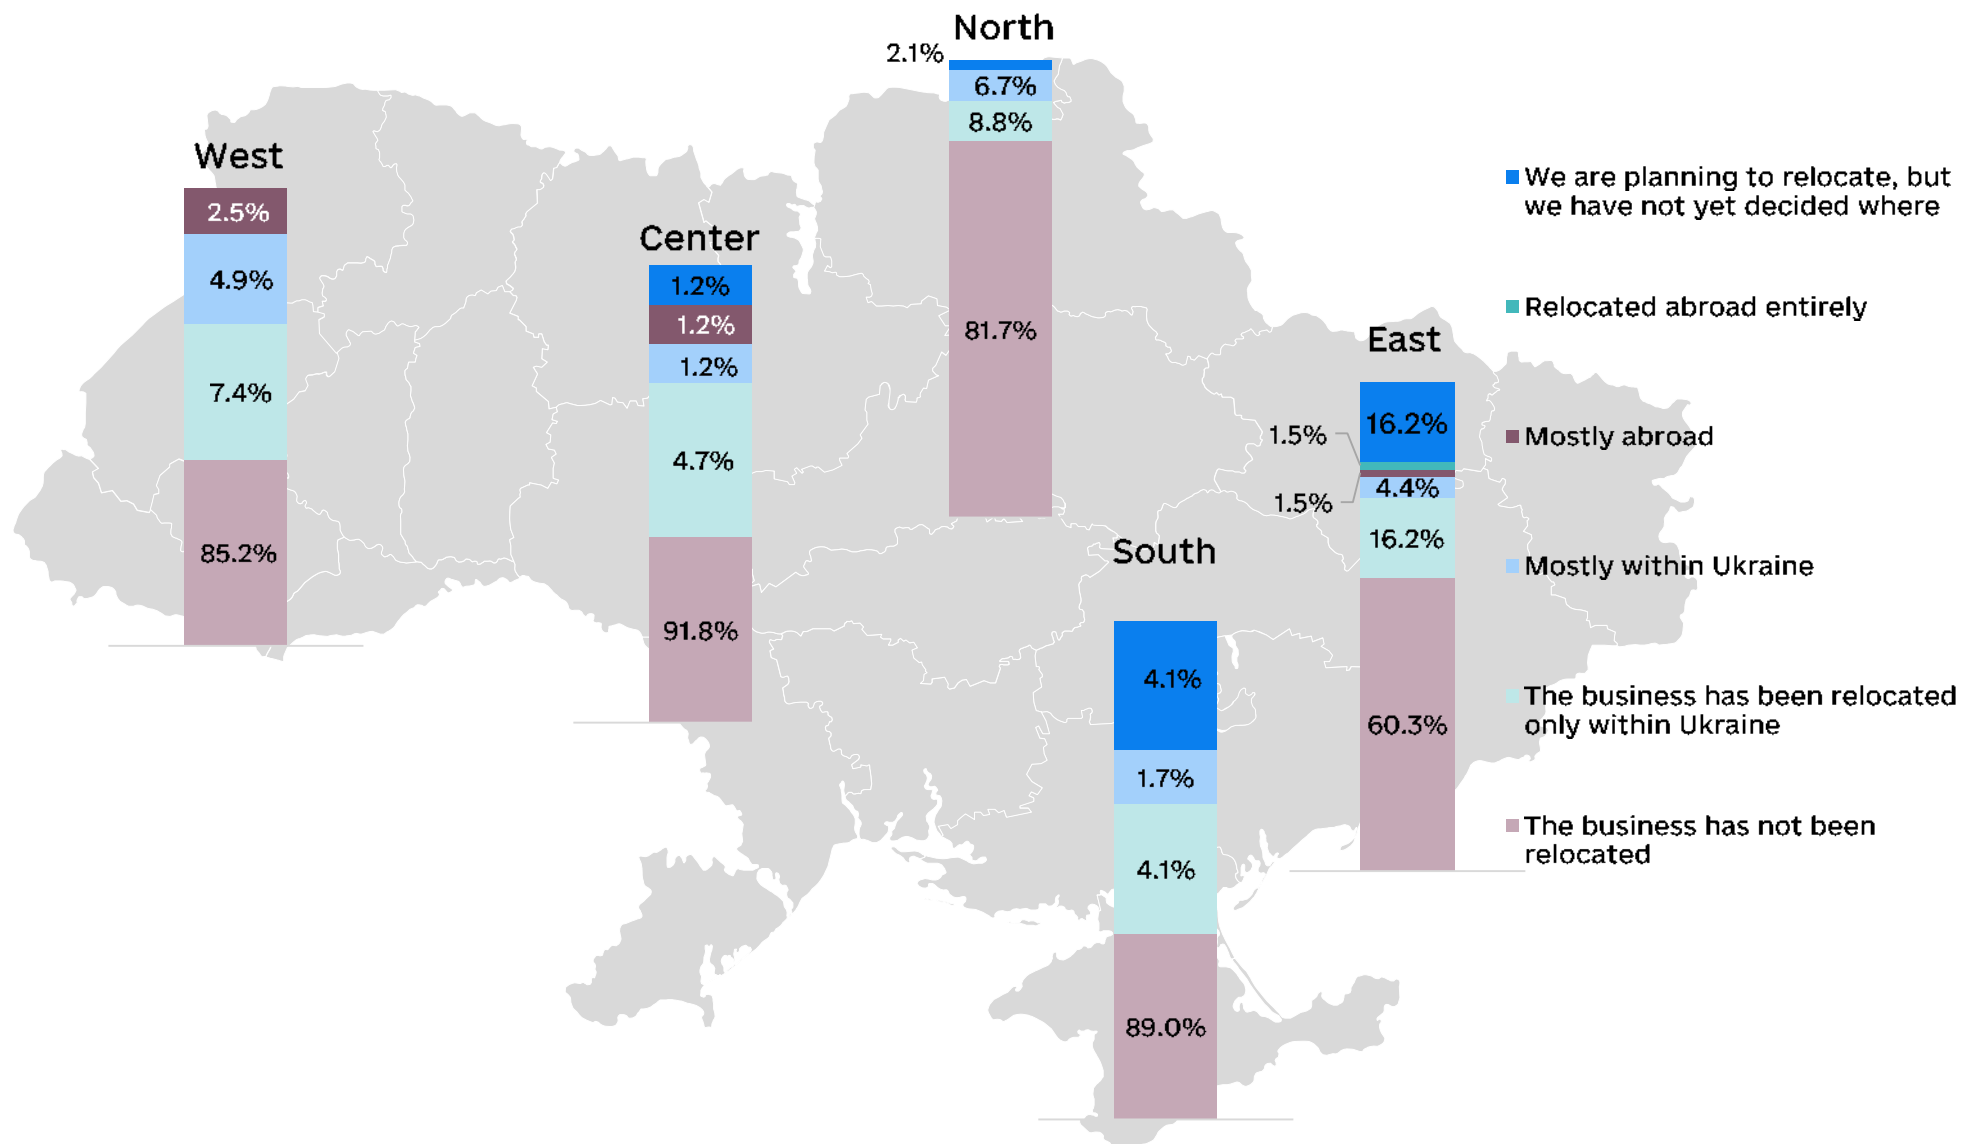 North
2.1%
6.7%
8.8%
81.7%
West
2.5%
4.9%
7.4%
85.2%
Center
1.2%
1.2%
1.2%
4.7%
91.8%
South
4.1%
1.7%
4.1%
89.0%
East
16.2%
1.5%
1.5%
4.4%
16.2%
60.3%
We are planning to relocate, but
we have not yet decided where
Relocated abroad entirely
Mostly abroad
Mostly within Ukraine
The business has been relocated
only within Ukraine
The business has not been
relocated